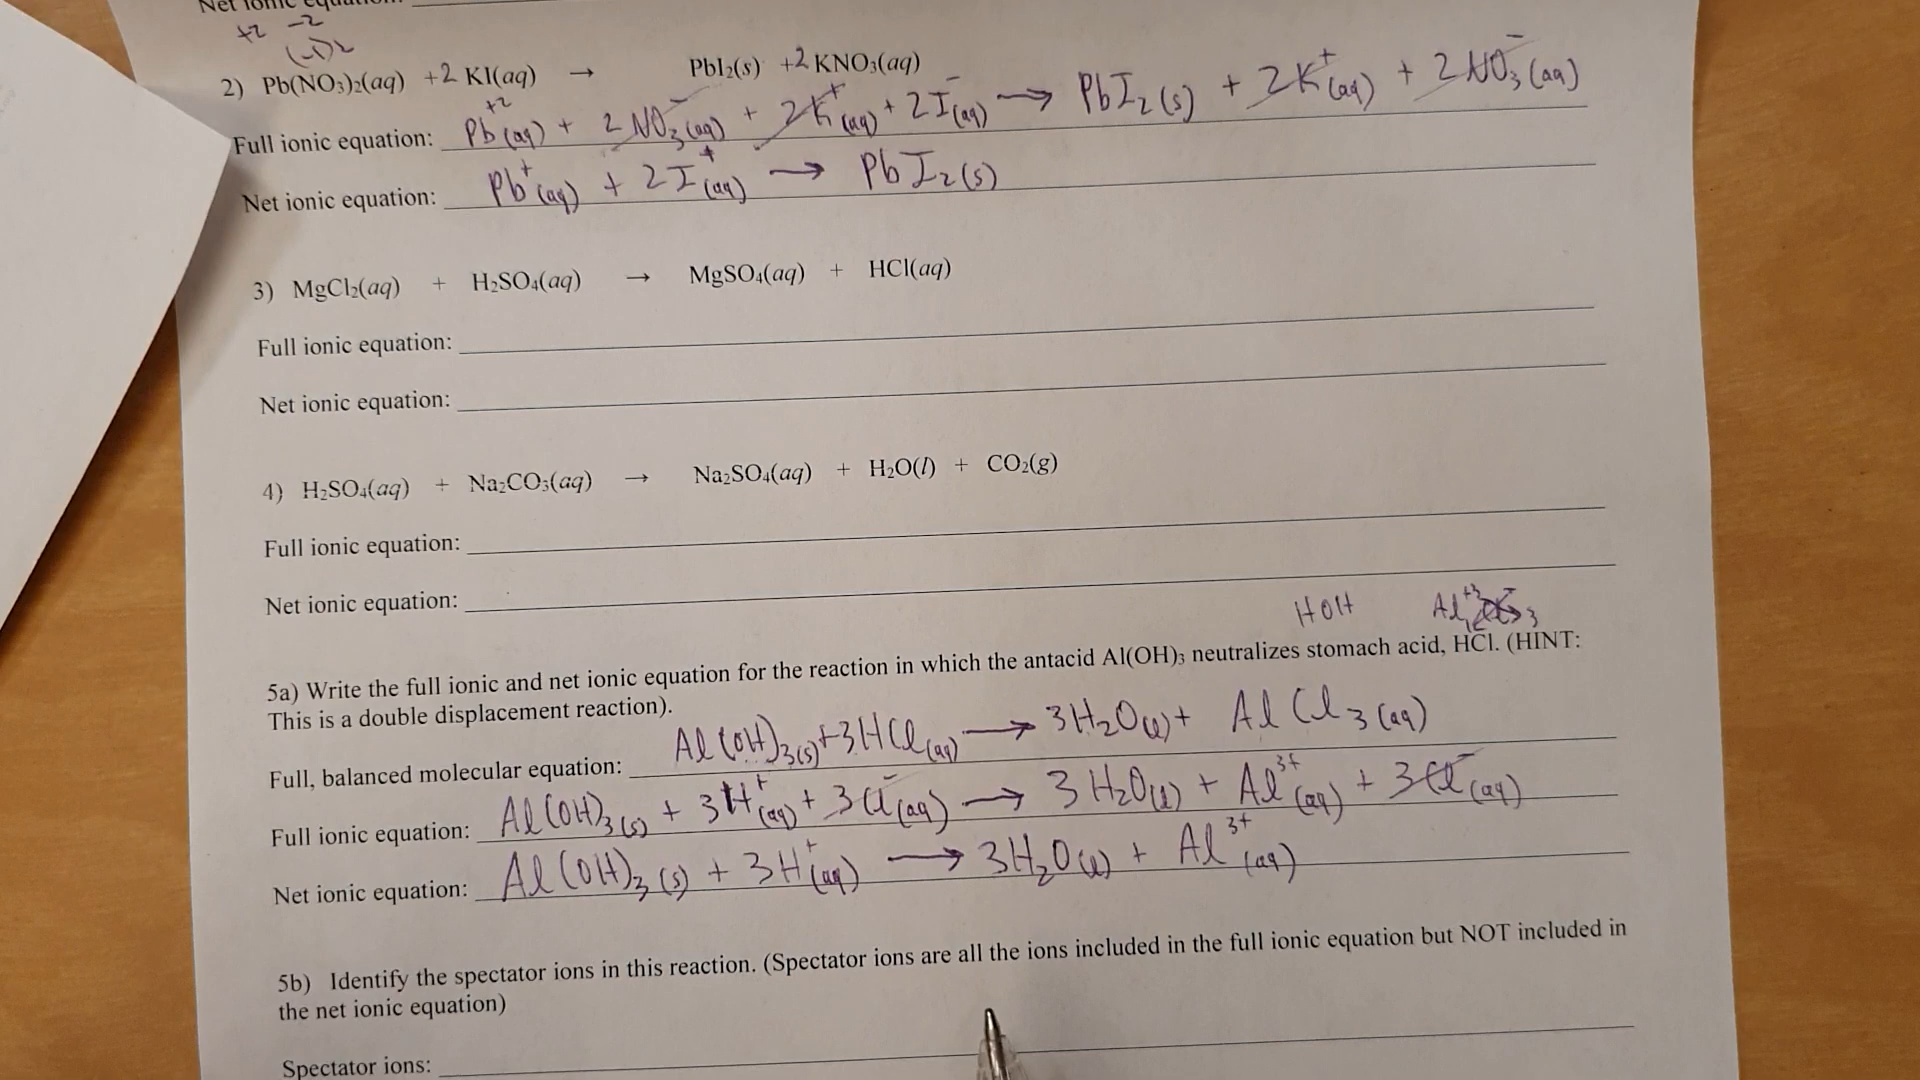 Net ionic equation:
+2 -2
(-1)2
2) Pb(NO₃)₂(aq) +2 KI(aq) → PbI₂(s) +2 KNO₃(aq)
Full ionic equation: Pb⁺²(aq) + 2NO₃⁻(aq) + 2K⁺(aq) + 2I⁻(aq) → PbI₂(s) + 2K⁺(aq) + 2NO₃⁻(aq)
Net ionic equation: Pb⁺(aq) + 2I⁺(aq) → PbI₂(s)
3) MgCl₂(aq) + H₂SO₄(aq) → MgSO₄(aq) + HCl(aq)
Full ionic equation:
Net ionic equation:
4) H₂SO₄(aq) + Na₂CO₃(aq) → Na₂SO₄(aq) + H₂O(l) + CO₂(g)
Full ionic equation:
Net ionic equation:
HOH
5a) Write the full ionic and net ionic equation for the reaction in which the antacid Al(OH)₃ neutralizes stomach acid, HCl. (HINT:
This is a double displacement reaction).
Full, balanced molecular equation: Al(OH)₃(s) + 3HCl(aq) → 3H₂O(l) + AlCl₃(aq)
Full ionic equation: Al(OH)₃(s) + 3H⁺(aq) + 3Cl⁻(aq) → 3H₂O(l) + Al³⁺(aq) + 3Cl⁻(aq)
Net ionic equation: Al(OH)₃(s) + 3H⁺(aq) → 3H₂O(l) + Al³⁺(aq)
5b) Identify the spectator ions in this reaction. (Spectator ions are all the ions included in the full ionic equation but NOT included in
the net ionic equation)
Spectator ions: